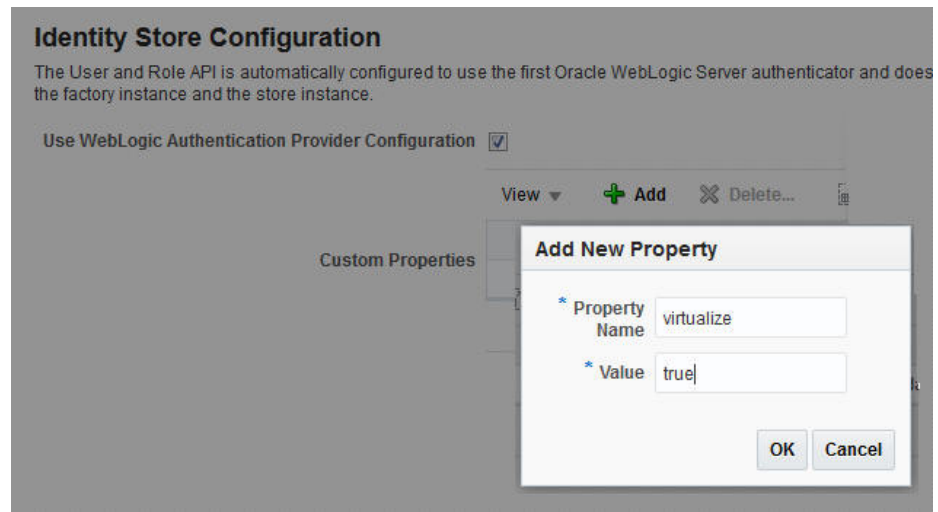 Identity Store Configuration
The User and Role API is automatically configured to use the first Oracle WebLogic Server authenticator and does
the factory instance and the store instance.
Use WebLogic Authentication Provider Configuration
View Add Delete...
Custom Properties
Add New Property
* Property
Name
virtualize
* Value true
OK Cancel